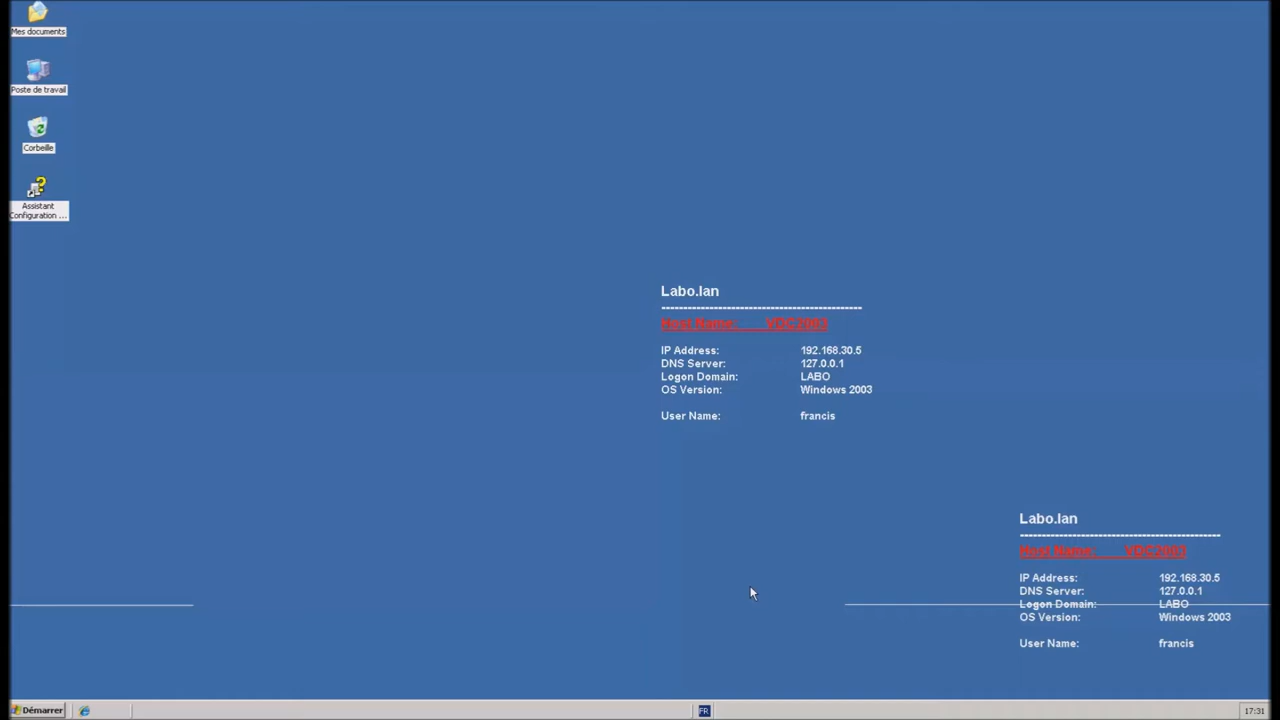 Mes documents
Poste de travail
Corbeille
Assistant
Configuration ...
Labo.lan
-----------------------------------------------
Host Name: VDC2003
IP Address: 192.168.30.5
DNS Server: 127.0.0.1
Logon Domain: LABO
OS Version: Windows 2003
User Name: francis
Labo.lan
-----------------------------------------------
Host Name: VDC2003
IP Address: 192.168.30.5
DNS Server: 127.0.0.1
Logon Domain: LABO
OS Version: Windows 2003
User Name: francis
Démarrer
FR
17:31